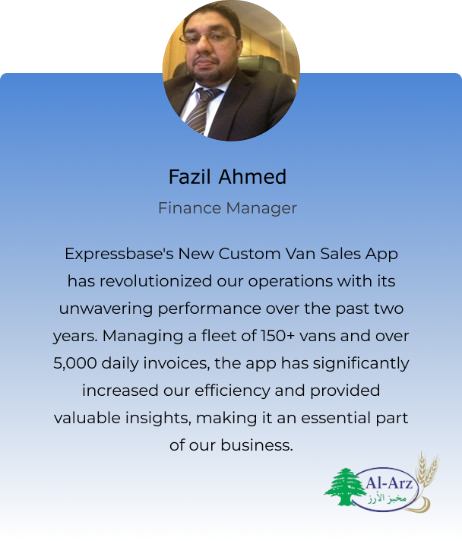 Fazil Ahmed
Finance Manager
Expressbase's New Custom Van Sales App
has revolutionized our operations with its
unwavering performance over the past two
years. Managing a fleet of 150+ vans and over
5,000 daily invoices, the app has significantly
increased our efficiency and provided
valuable insights, making it an essential part
of our business.
Al-Arz
مخبز الأرز